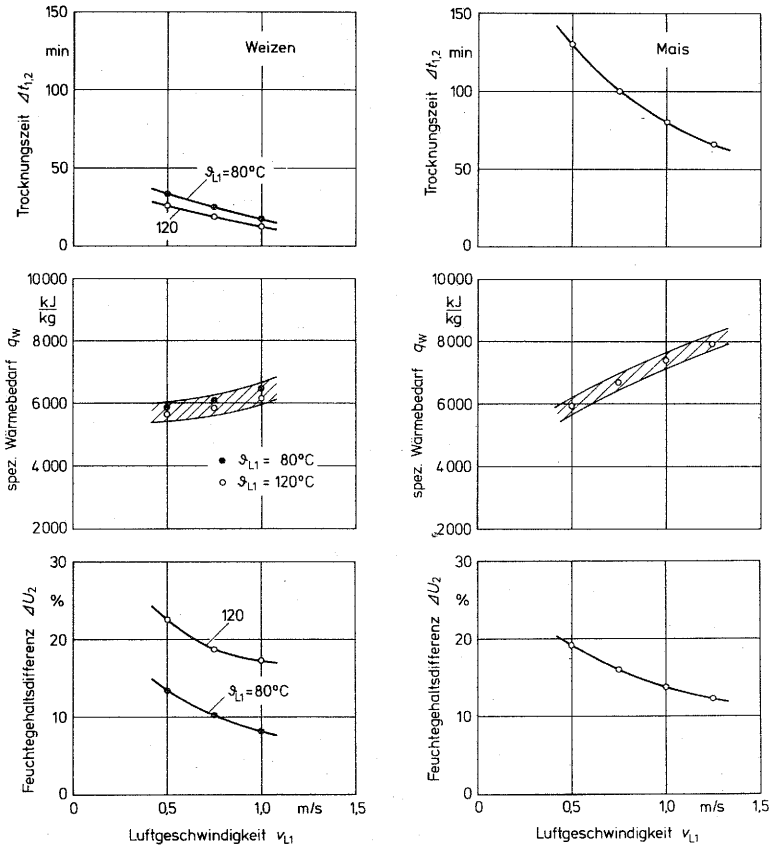 150
min
Weizen
100
50
0
Trocknungszeit Δt1,2
ϑL1=80°C
120
10000
kJ
kg
8000
6000
4000
2000
spez. Wärmebedarf qW
ϑL1 = 80°C
ϑL1 = 120°C
30
%
20
10
0
Feuchtegehaltsdifferenz ΔU2
120
ϑL1=80°C
0
0,5
1,0
m/s
1,5
Luftgeschwindigkeit vL1
150
min
Mais
100
50
0
Trocknungszeit Δt1,2
10000
kJ
kg
8000
6000
4000
2000
spez. Wärmebedarf qW
30
%
20
10
0
Feuchtegehaltsdifferenz ΔU2
0
0,5
1,0
m/s
1,5
Luftgeschwindigkeit vL1